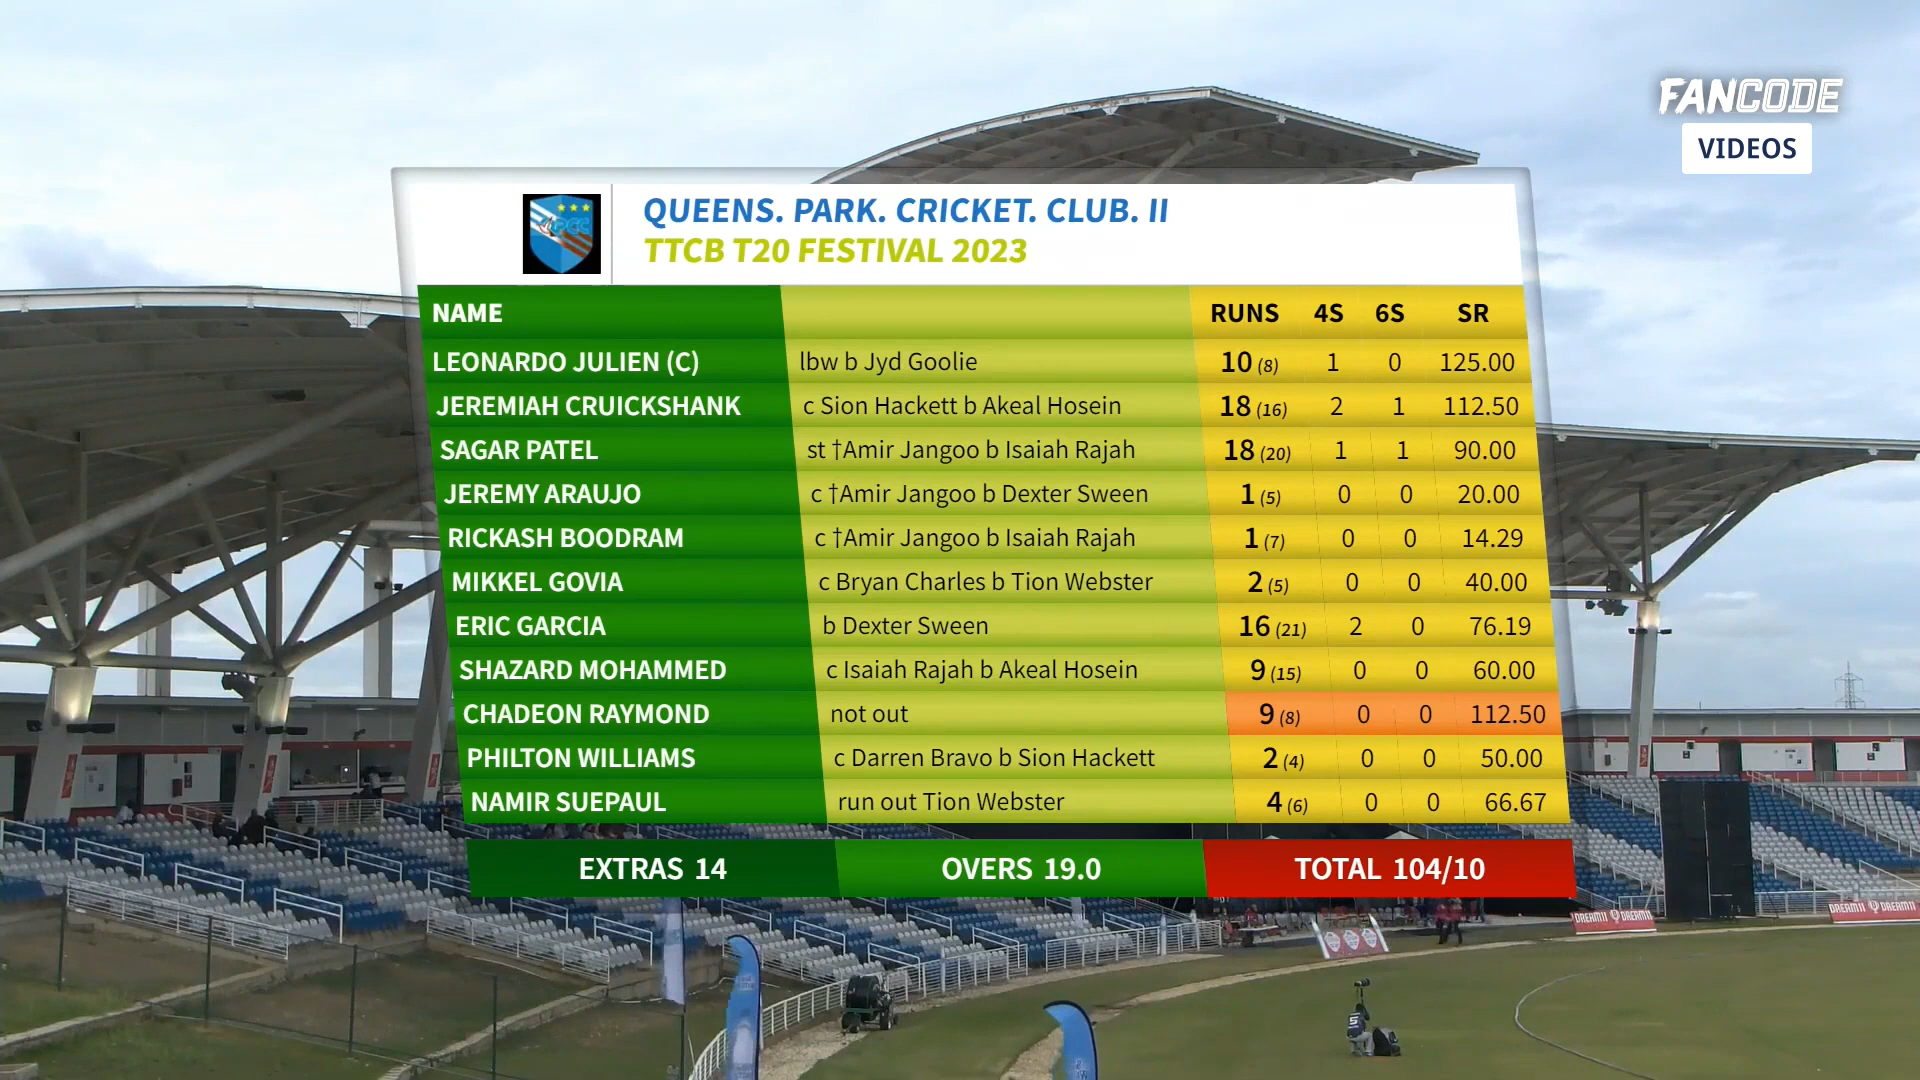 FANCODE
VIDEOS
QUEENS. PARK. CRICKET. CLUB. II
TTCB T20 FESTIVAL 2023
NAME RUNS 4S 6S SR
LEONARDO JULIEN (C) lbw b Jyd Goolie 10 (8) 1 0 125.00
JEREMIAH CRUICKSHANK c Sion Hackett b Akeal Hosein 18 (16) 2 1 112.50
SAGAR PATEL st †Amir Jangoo b Isaiah Rajah 18 (20) 1 1 90.00
JEREMY ARAUJO c †Amir Jangoo b Dexter Sween 1 (5) 0 0 20.00
RICKASH BOODRAM c †Amir Jangoo b Isaiah Rajah 1 (7) 0 0 14.29
MIKKEL GOVIA c Bryan Charles b Tion Webster 2 (5) 0 0 40.00
ERIC GARCIA b Dexter Sween 16 (21) 2 0 76.19
SHAZARD MOHAMMED c Isaiah Rajah b Akeal Hosein 9 (15) 0 0 60.00
CHADEON RAYMOND not out 9 (8) 0 0 112.50
PHILTON WILLIAMS c Darren Bravo b Sion Hackett 2 (4) 0 0 50.00
NAMIR SUEPAUL run out Tion Webster 4 (6) 0 0 66.67
EXTRAS 14 OVERS 19.0 TOTAL 104/10
DREAM11 DREAM11
DREAM11 DREAM11
5